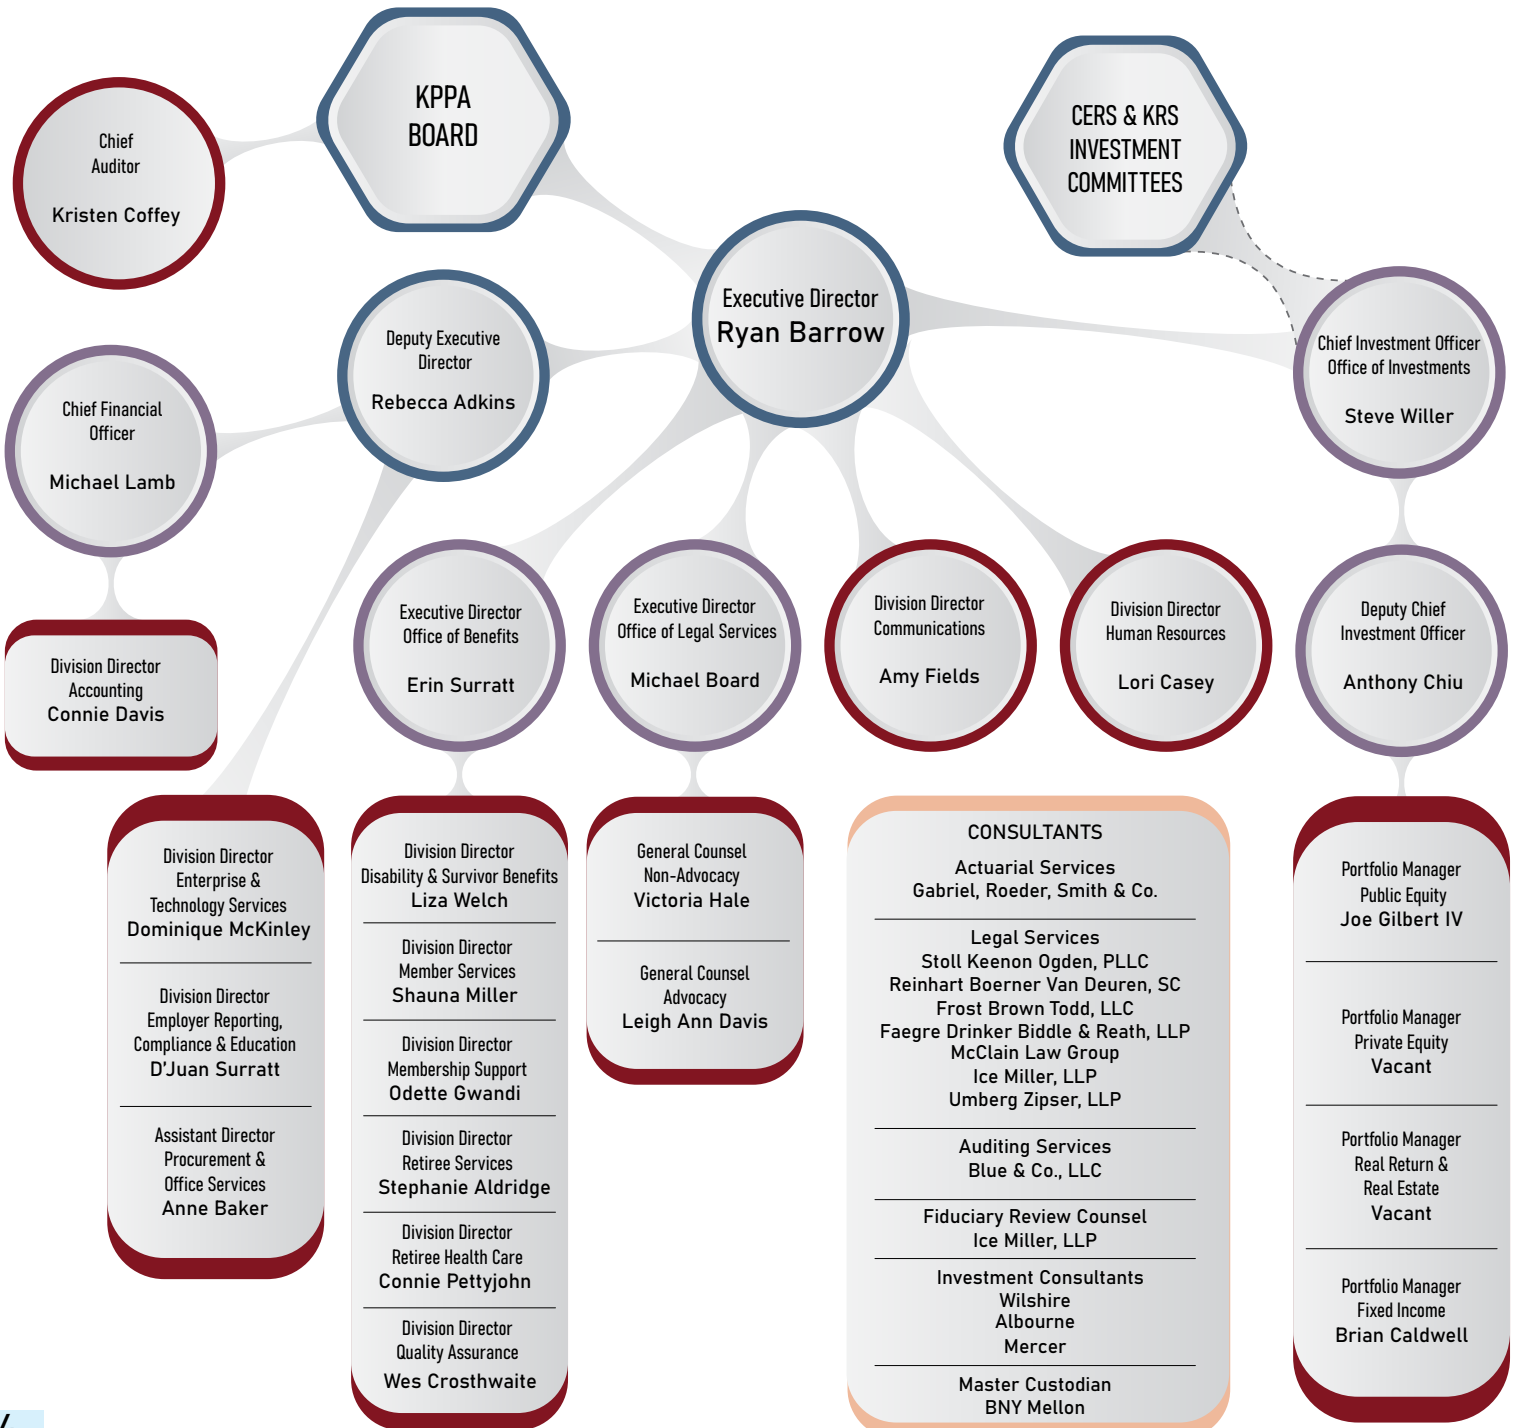 KPPA
BOARD
CERS & KRS
INVESTMENT
COMMITTEES
Chief
Auditor
Kristen Coffey
Executive Director
Ryan Barrow
Deputy Executive
Director
Rebecca Adkins
Chief Investment Officer
Office of Investments
Steve Willer
Chief Financial
Officer
Michael Lamb
Executive Director
Office of Benefits
Erin Surratt
Executive Director
Office of Legal Services
Michael Board
Division Director
Communications
Amy Fields
Division Director
Human Resources
Lori Casey
Deputy Chief
Investment Officer
Anthony Chiu
Division Director
Accounting
Connie Davis
Division Director
Enterprise &
Technology Services
Dominique McKinley
Division Director
Employer Reporting,
Compliance & Education
D'Juan Surratt
Assistant Director
Procurement &
Office Services
Anne Baker
Division Director
Disability & Survivor Benefits
Liza Welch
Division Director
Member Services
Shauna Miller
Division Director
Membership Support
Odette Gwandi
Division Director
Retiree Services
Stephanie Aldridge
Division Director
Retiree Health Care
Connie Pettyjohn
Division Director
Quality Assurance
Wes Crosthwaite
General Counsel
Non-Advocacy
Victoria Hale
General Counsel
Advocacy
Leigh Ann Davis
CONSULTANTS
Actuarial Services
Gabriel, Roeder, Smith & Co.
Legal Services
Stoll Keenon Ogden, PLLC
Reinhart Boerner Van Deuren, SC
Frost Brown Todd, LLC
Faegre Drinker Biddle & Reath, LLP
McClain Law Group
Ice Miller, LLP
Umberg Zipser, LLP
Auditing Services
Blue & Co., LLC
Fiduciary Review Counsel
Ice Miller, LLP
Investment Consultants
Wilshire
Albourne
Mercer
Master Custodian
BNY Mellon
Portfolio Manager
Public Equity
Joe Gilbert IV
Portfolio Manager
Private Equity
Vacant
Portfolio Manager
Real Return &
Real Estate
Vacant
Portfolio Manager
Fixed Income
Brian Caldwell